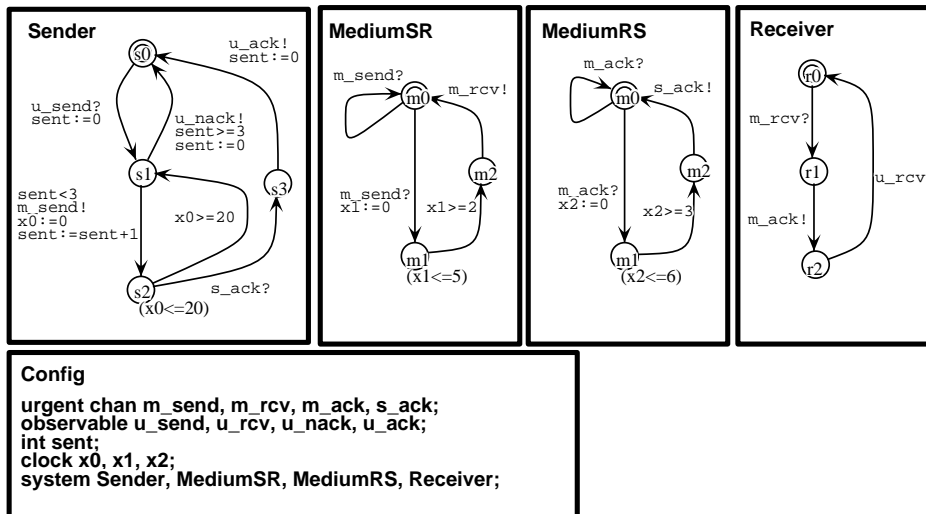 Sender
s0
u_ack!
sent:=0
u_send?
sent:=0
u_nack!
sent>=3
sent:=0
s1
s3
sent<3
m_send!
x0:=0
sent:=sent+1
x0>=20
s_ack?
s2
(x0<=20)
MediumSR
m_send?
m_rcv!
m0
m2
m_send?
x1:=0
x1>=2
m1
(x1<=5)
MediumRS
m_ack?
s_ack!
m0
m2
m_ack?
x2:=0
x2>=3
m1
(x2<=6)
Receiver
r0
m_rcv?
r1
u_rcv
m_ack!
r2
Config
urgent chan m_send, m_rcv, m_ack, s_ack;
observable u_send, u_rcv, u_nack, u_ack;
int sent;
clock x0, x1, x2;
system Sender, MediumSR, MediumRS, Receiver;